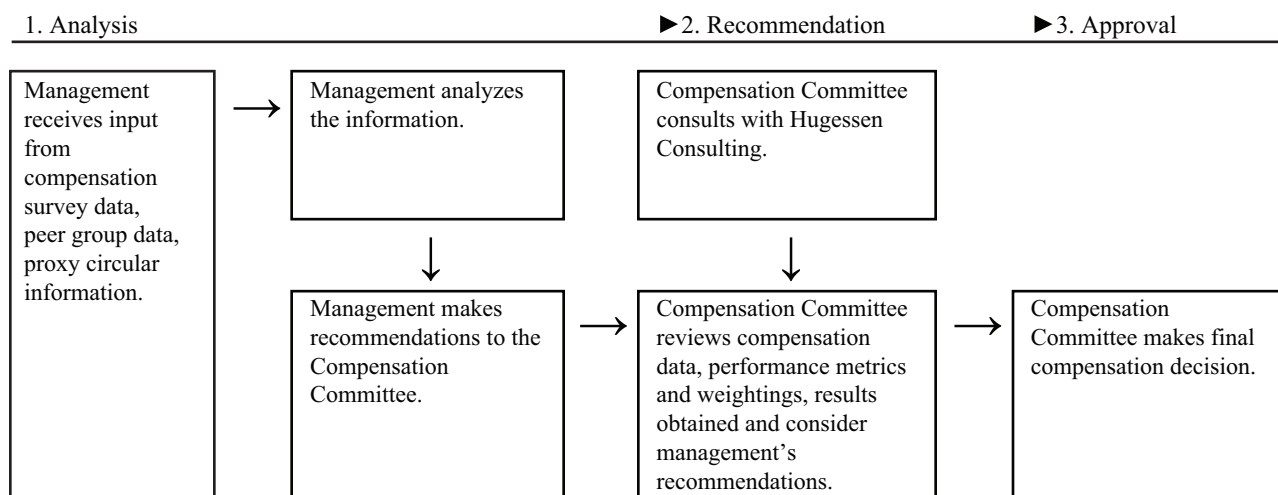 1. Analysis
►2. Recommendation
►3. Approval
Management
receives input
from
compensation
survey data,
peer group data,
proxy circular
information.
Management analyzes
the information.
Compensation Committee
consults with Hugessen
Consulting.
Management makes
recommendations to the
Compensation
Committee.
Compensation Committee
reviews compensation
data, performance metrics
and weightings, results
obtained and consider
management’s
recommendations.
Compensation
Committee makes final
compensation decision.